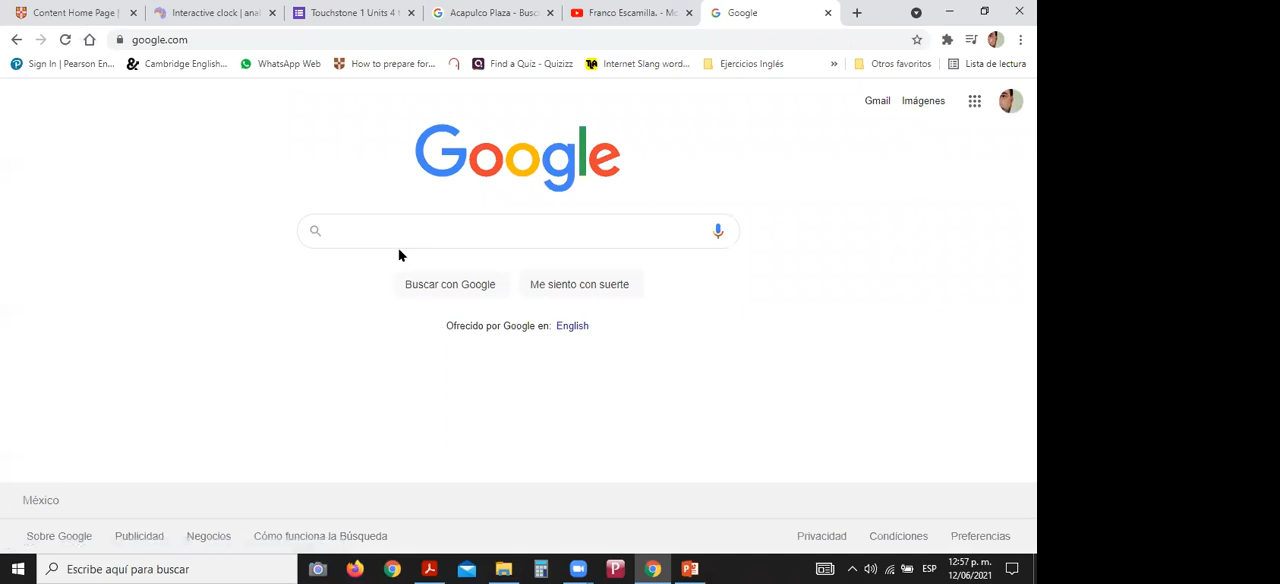 Content Home Page |
Interactive clock | anal
Touchstone 1 Units 4 t
Acapulco Plaza - Busc
Franco Escamilla. - Mo
Google
google.com
Sign In | Pearson En...
Cambridge English...
WhatsApp Web
How to prepare for...
Find a Quiz - Quizizz
Internet Slang word...
Ejercicios Inglés
»
Otros favoritos
Lista de lectura
Gmail
Imágenes
Google
Buscar con Google
Me siento con suerte
Ofrecido por Google en: English
México
Sobre Google
Publicidad
Negocios
Cómo funciona la Búsqueda
Privacidad
Condiciones
Preferencias
Escribe aquí para buscar
ESP
12:57 p. m.
12/06/2021